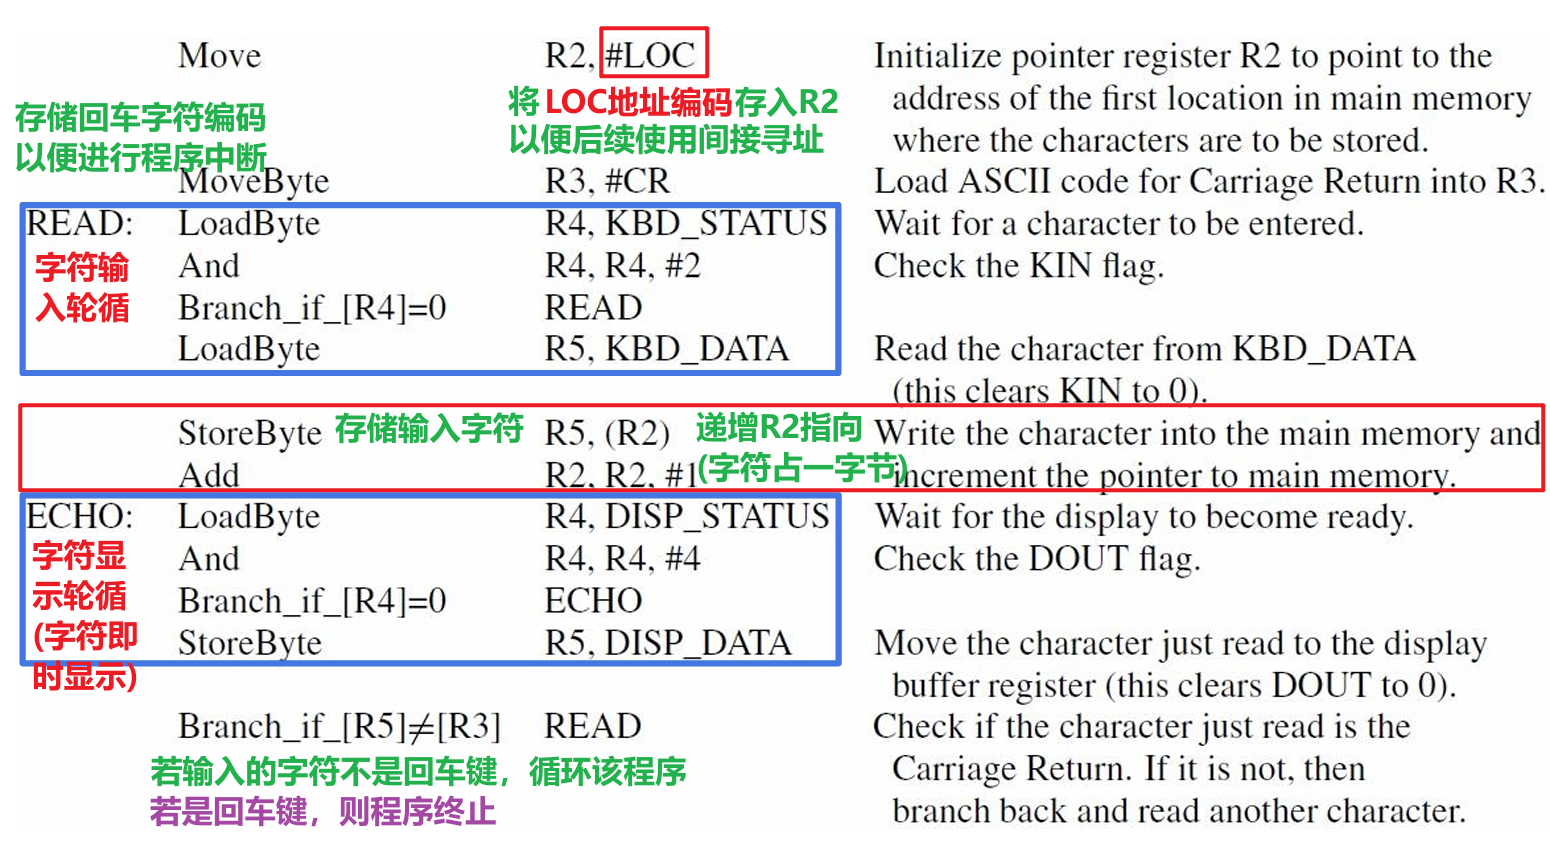 Move R2, #LOC Initialize pointer register R2 to point to the
address of the first location in main memory
where the characters are to be stored.
存储回车字符编码
以便进行程序中断
将 LOC地址编码存入R2
以便后续使用间接寻址
MoveByte R3, #CR Load ASCII code for Carriage Return into R3.
READ: LoadByte R4, KBD_STATUS Wait for a character to be entered.
字符输
入轮循
And R4, R4, #2 Check the KIN flag.
Branch_if_[R4]=0 READ
LoadByte R5, KBD_DATA Read the character from KBD_DATA
(this clears KIN to 0).
StoreByte 存储输入字符 R5, (R2) 递增R2指向 Write the character into the main memory and
Add R2, R2, #1 (字符占一字节) increment the pointer to main memory.
ECHO: LoadByte R4, DISP_STATUS Wait for the display to become ready.
字符显
示轮循
(字符即
时显示)
And R4, R4, #4 Check the DOUT flag.
Branch_if_[R4]=0 ECHO
StoreByte R5, DISP_DATA Move the character just read to the display
buffer register (this clears DOUT to 0).
Branch_if_[R5]≠[R3] READ Check if the character just read is the
Carriage Return. If it is not, then
branch back and read another character.
若输入的字符不是回车键，循环该程序
若是回车键，则程序终止